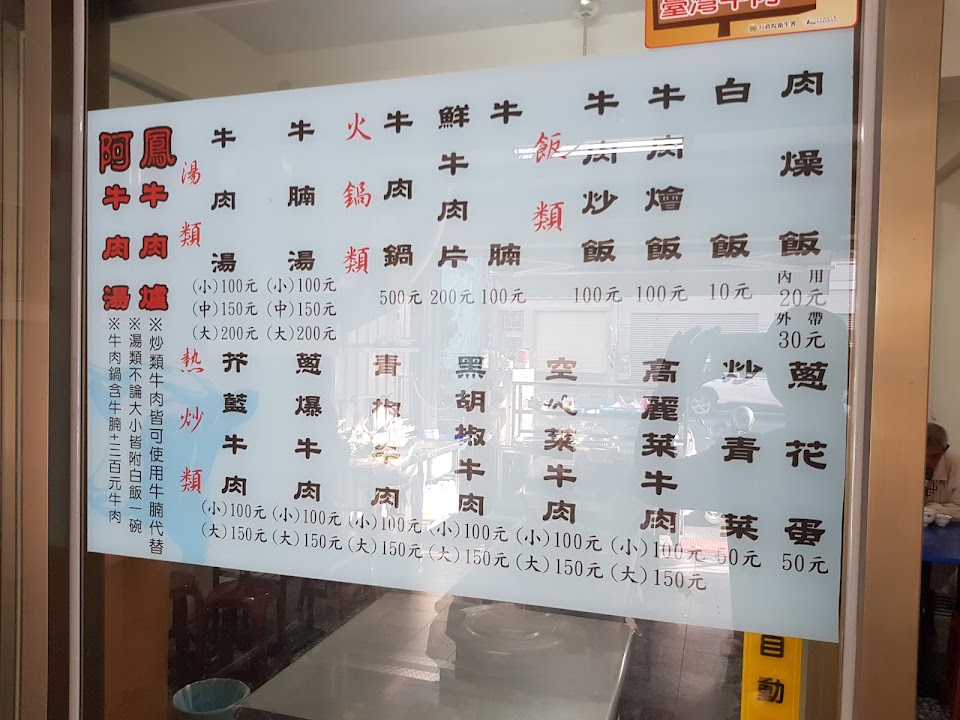 臺灣牛肉
阿牛肉湯
鳳牛肉爐
※炒類牛肉皆可使用牛腩代替
※湯類不論大小皆附白飯一碗
※牛肉鍋含牛腩+二百元牛肉
湯類
牛肉湯
(小)100元
(中)150元
(大)200元
牛腩湯
(小)100元
(中)150元
(大)200元
火鍋類
牛肉鍋
500元
鮮牛肉片
200元
牛腩
100元
飯類
牛肉炒飯
100元
牛肉燴飯
100元
白飯
10元
肉燥飯
內用
20元
外帶
30元
熱炒類
芥藍牛肉
(小)100元
(大)150元
蔥爆牛肉
(小)100元
(大)150元
青椒牛肉
(小)100元
(大)150元
黑胡椒牛肉
(小)100元
(大)150元
空心菜牛肉
(小)100元
(大)150元
高麗菜牛肉
(小)100元
(大)150元
炒青菜
50元
蔥花蛋
50元
自動